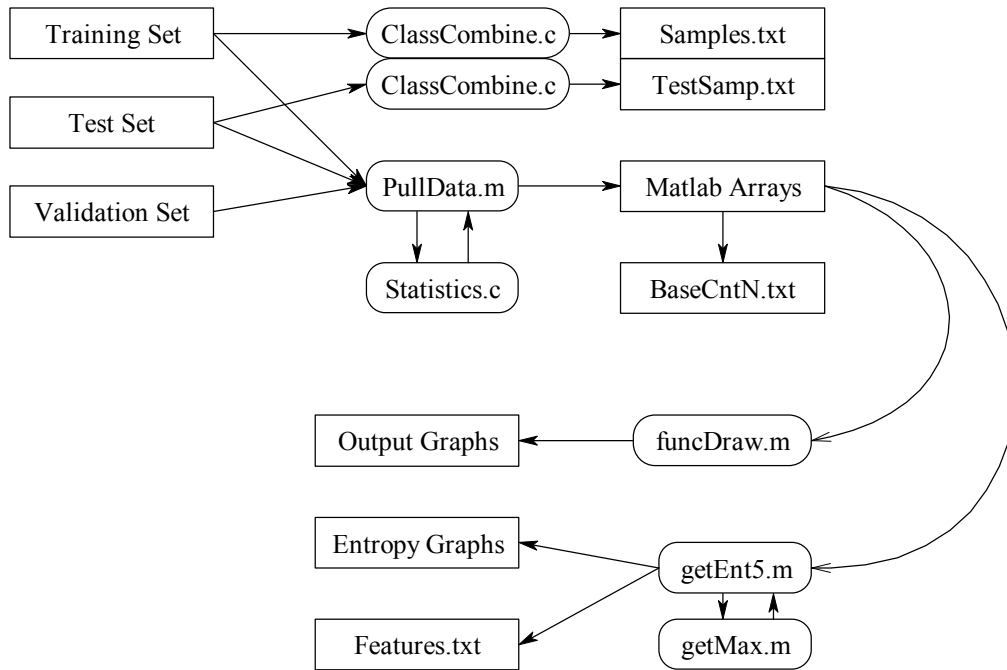 Training Set
ClassCombine.c
Samples.txt
ClassCombine.c
TestSamp.txt
Test Set
PullData.m
Matlab Arrays
Validation Set
Statistics.c
BaseCntN.txt
Output Graphs
funcDraw.m
Entropy Graphs
getEnt5.m
Features.txt
getMax.m